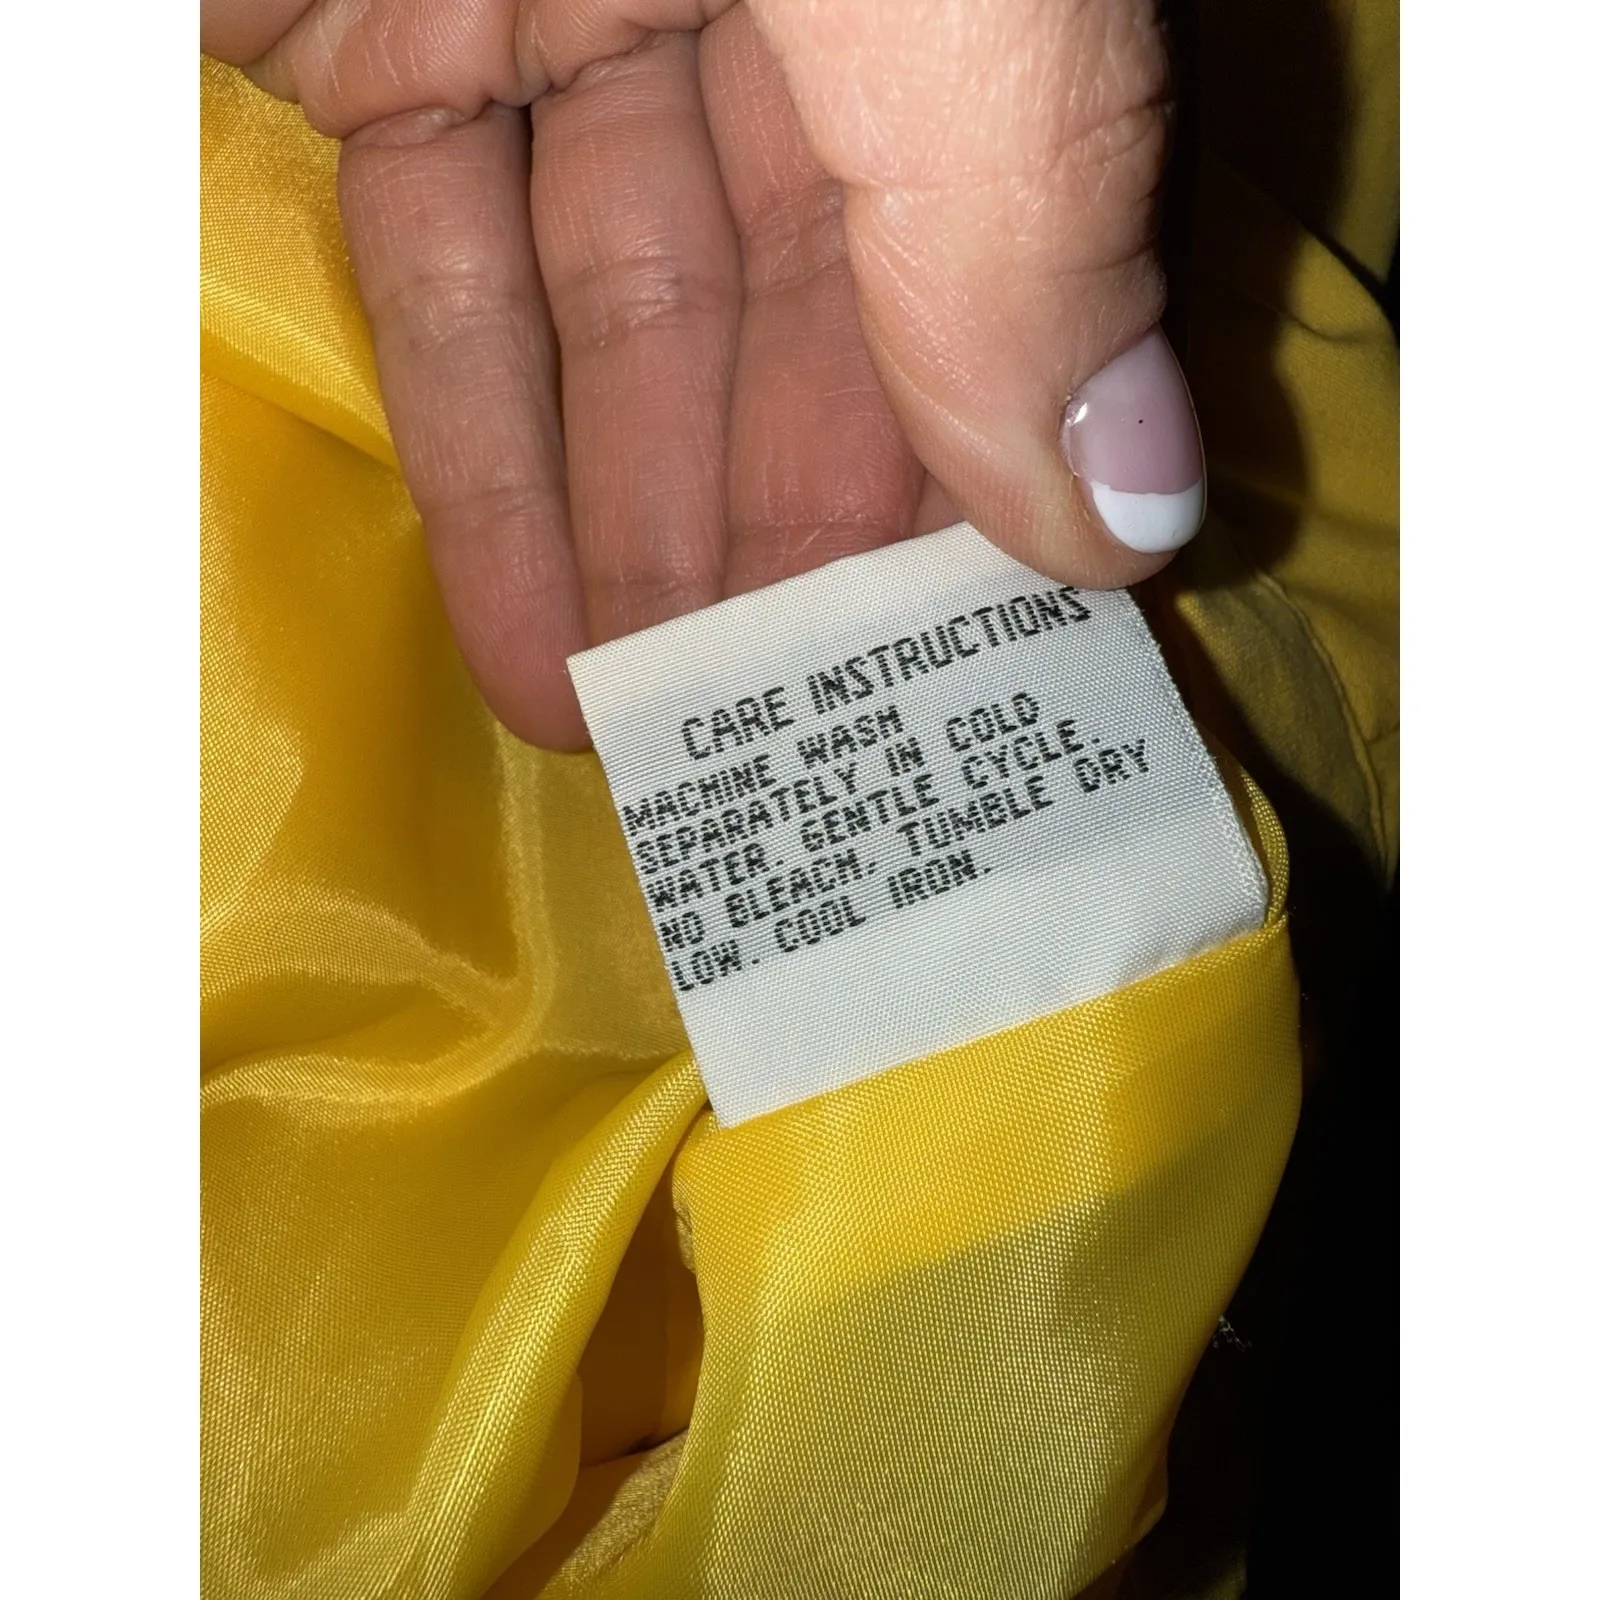 CARE INSTRUCTIONS
MACHINE WASH
SEPARATELY IN COLD
WATER. GENTLE CYCLE.
NO BLEACH. TUMBLE DRY
LOW. COOL IRON.